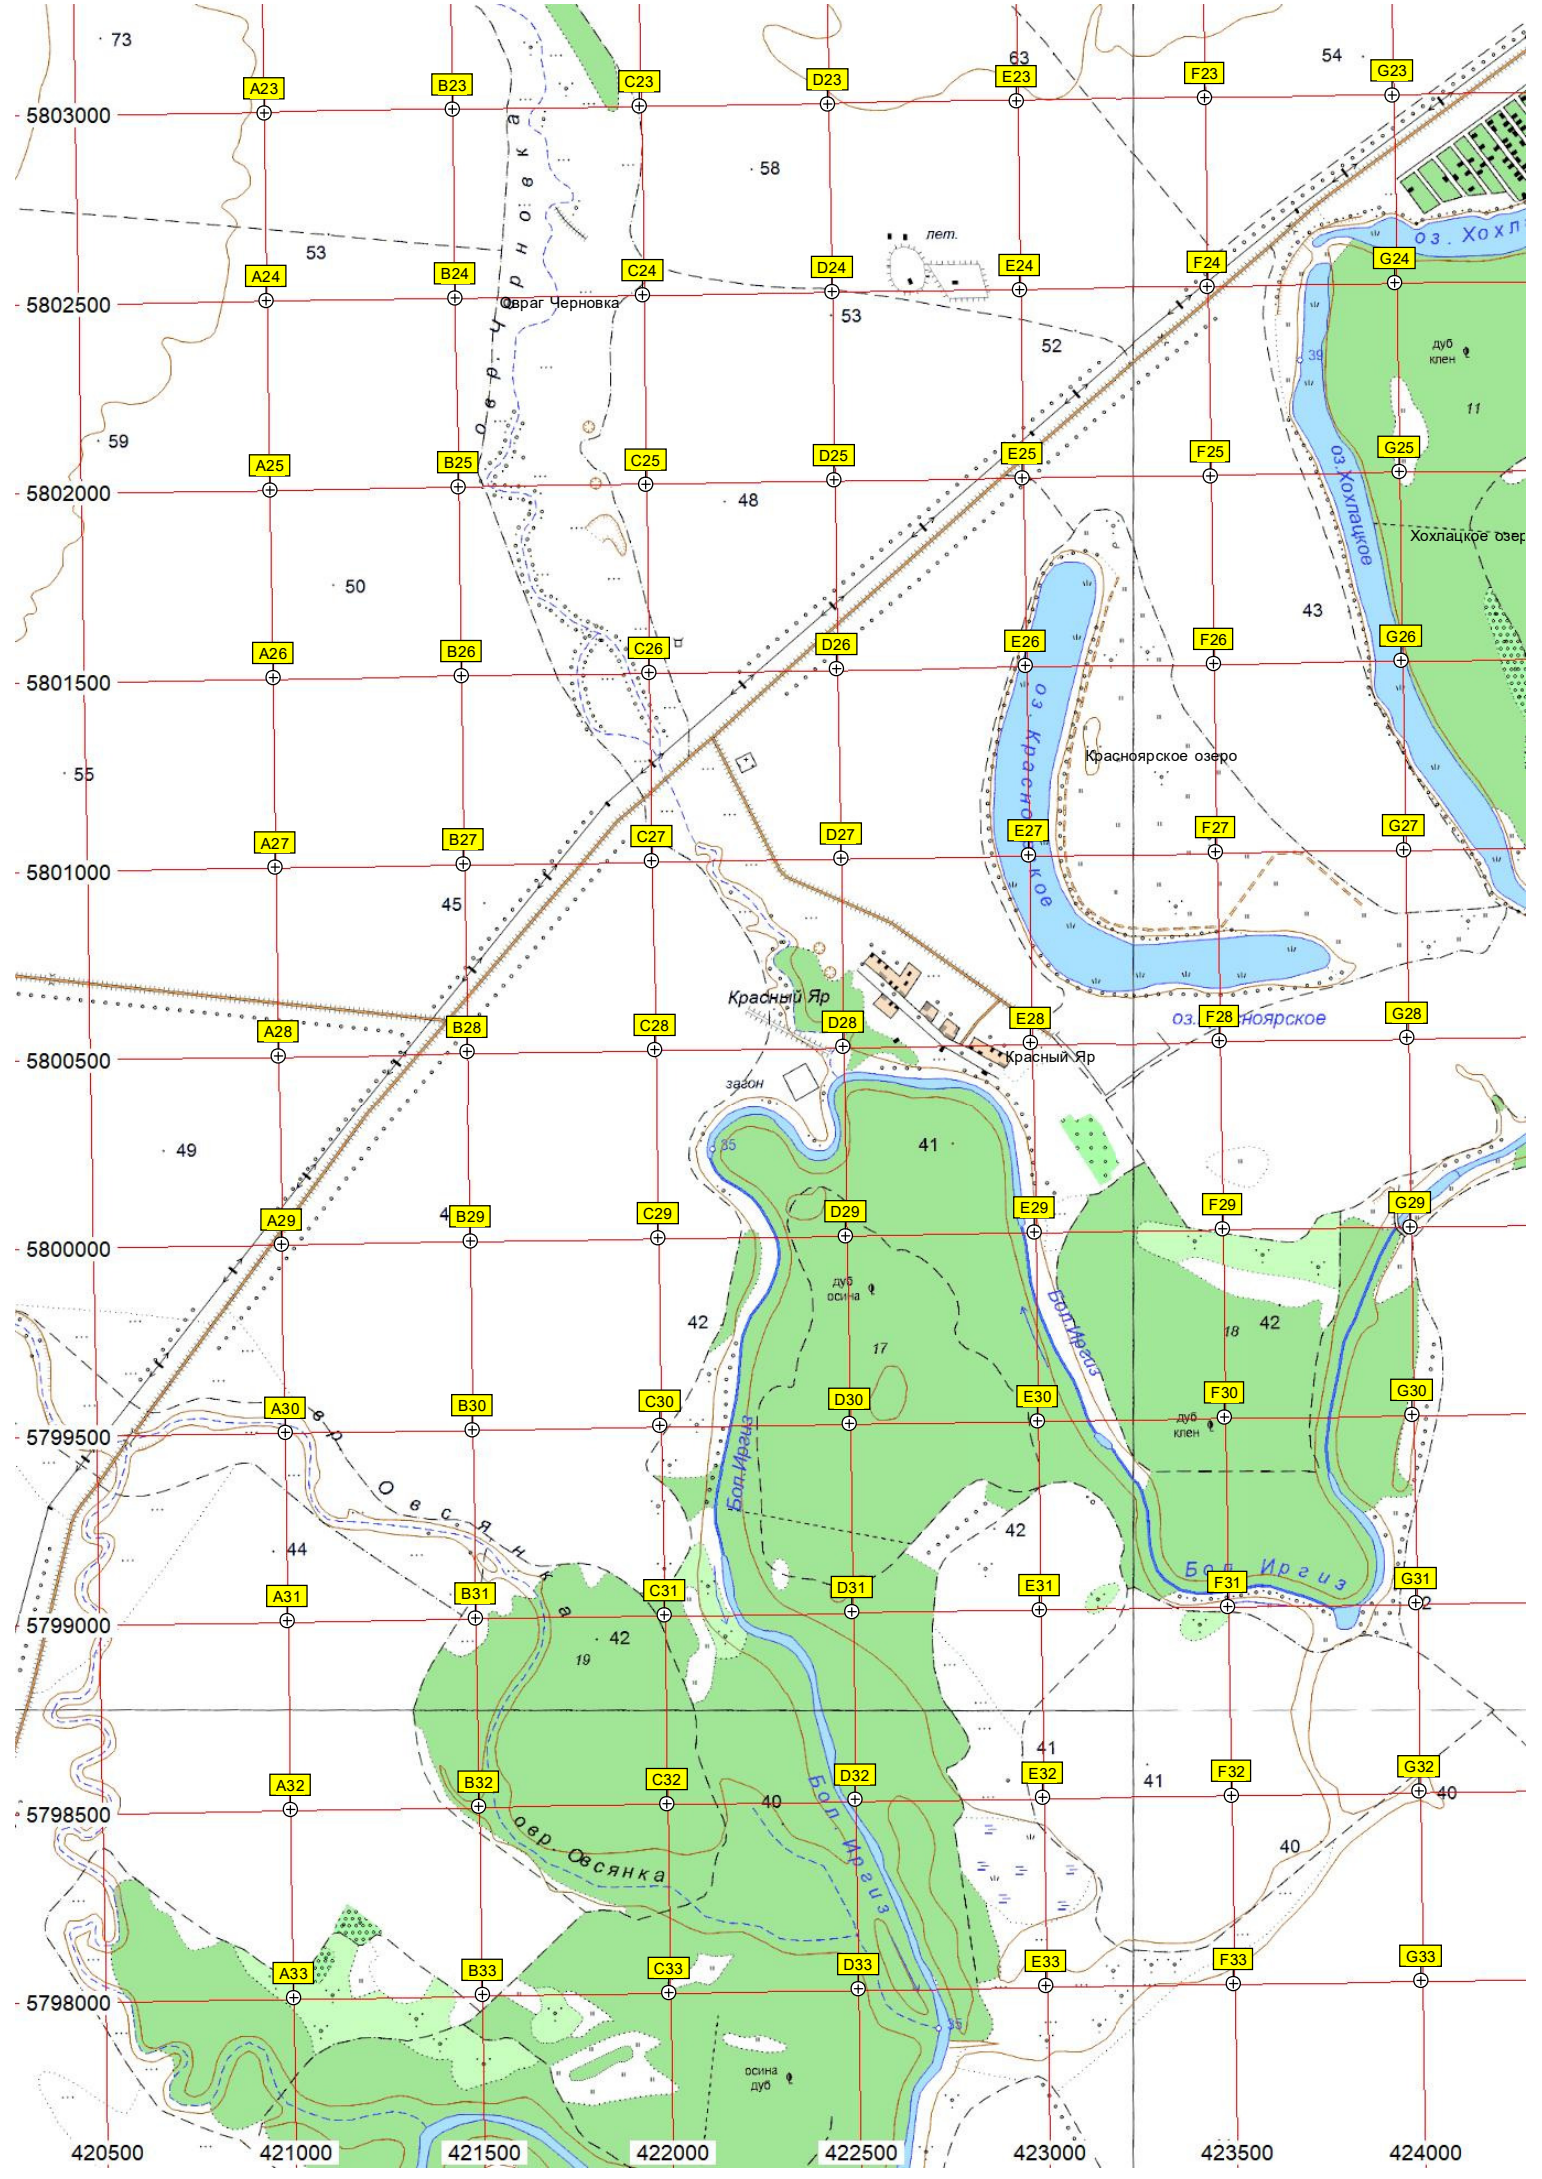 73
63
54
A23 B23 C23 D23 E23 F23 G23
5803000
58
лет.
оз. Хохл
53
овр. Черновка
A24 B24 C24 D24 E24 F24 G24
5802500
Овраг Черновка
53
52
39
дуб
клен
11
59
A25 B25 C25 D25 E25 F25 G25
5802000
48
оз.Хохлацкое
Хохлацкое озер
50
43
A26 B26 C26 D26 E26 F26 G26
5801500
оз. Красноярское
Красноярское озеро
55
A27 B27 C27 D27 E27 F27 G27
5801000
45
Красный Яр
A28 B28 C28 D28 E28 F28 G28
5800500
Красный Яр
загон
49
35
41
A29 B29 C29 D29 E29 F29 G29
5800000
дуб
осина
42
17
Бол.Иргиз
18
42
A30 B30 C30 D30 E30 F30 G30
5799500
дуб
клен
Бол.Иргиз
вр. Овсянка
42
44
Бол. Иргиз
A31 B31 C31 D31 E31 F31 G31
5799000
2
42
19
41
41
A32 B32 C32 D32 E32 F32 G32
5798500
40
40
Бол. Иргиз
овр. Овсянка
40
A33 B33 C33 D33 E33 F33 G33
5798000
35
осина
дуб
420500 421000 421500 422000 422500 423000 423500 424000